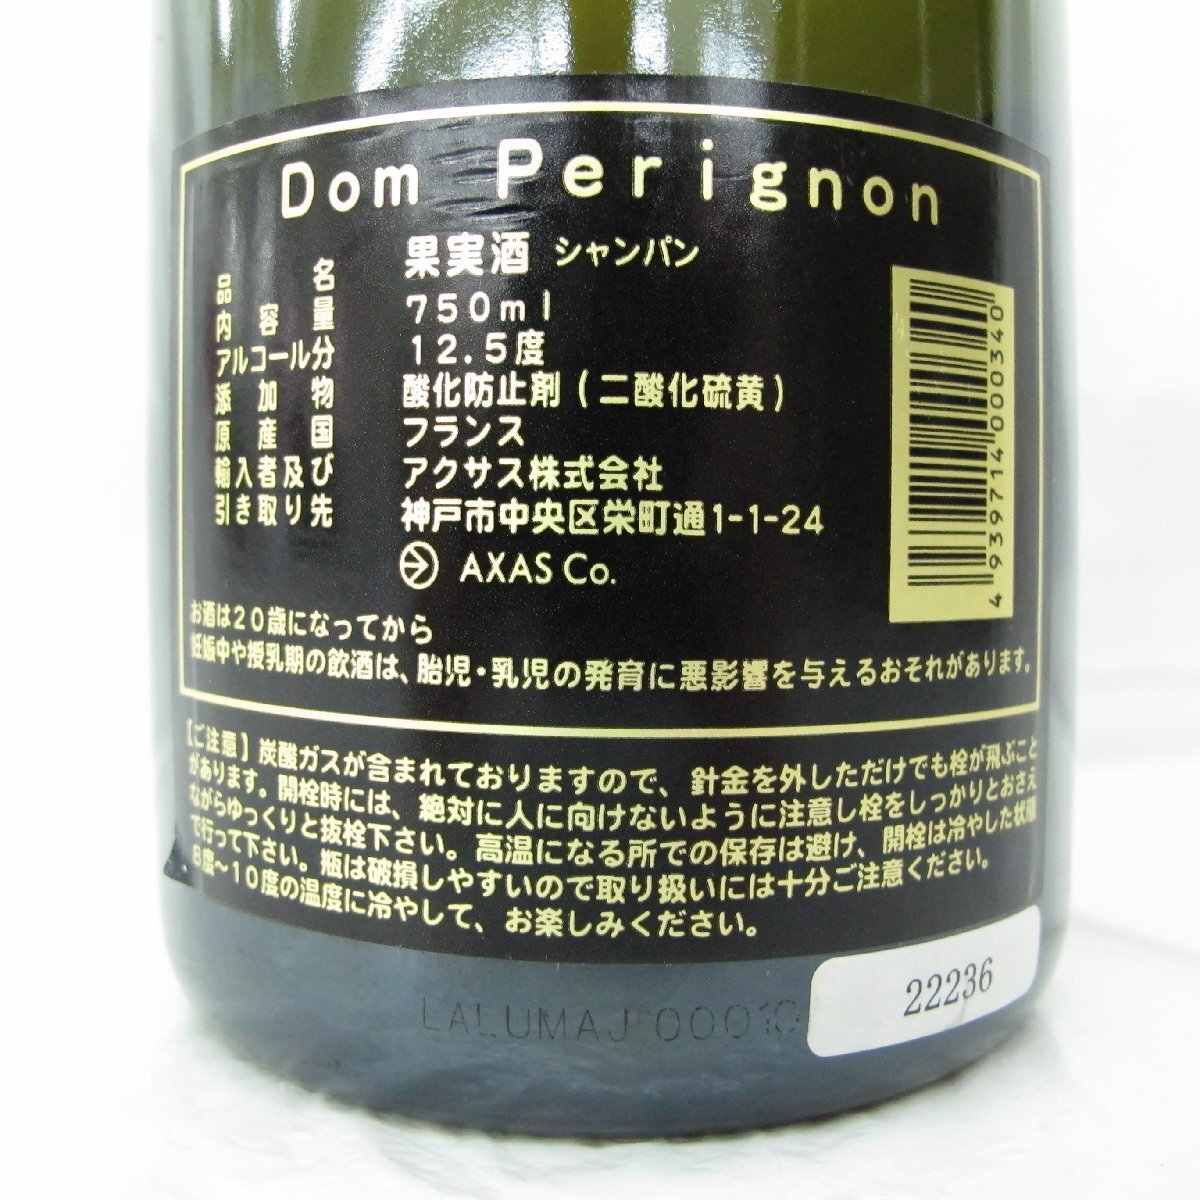 Dom Perignon
品名 果実酒 シャンパン
内容量 750ml
アルコール分 12.5度
添加物 酸化防止剤(二酸化硫黄)
原産国 フランス
輸入者及び アクサス株式会社
引き取り先 神戸市中央区栄町通1-1-24
AXAS Co.
4939714000340
お酒は20歳になってから
妊娠中や授乳期の飲酒は、胎児・乳児の発育に悪影響を与えるおそれがあります。
【ご注意】炭酸ガスが含まれておりますので、針金を外しただけでも栓が飛ぶこと
があります。開栓時には、絶対に人に向けないように注意し栓をしっかりとおさえ
ながらゆっくりと抜栓下さい。高温になる所での保存は避け、開栓は冷やした状態
で行って下さい。瓶は破損しやすいので取り扱いには十分ご注意ください。
8度〜10度の温度に冷やして、お楽しみください。
22236
LALUMAJ 00010